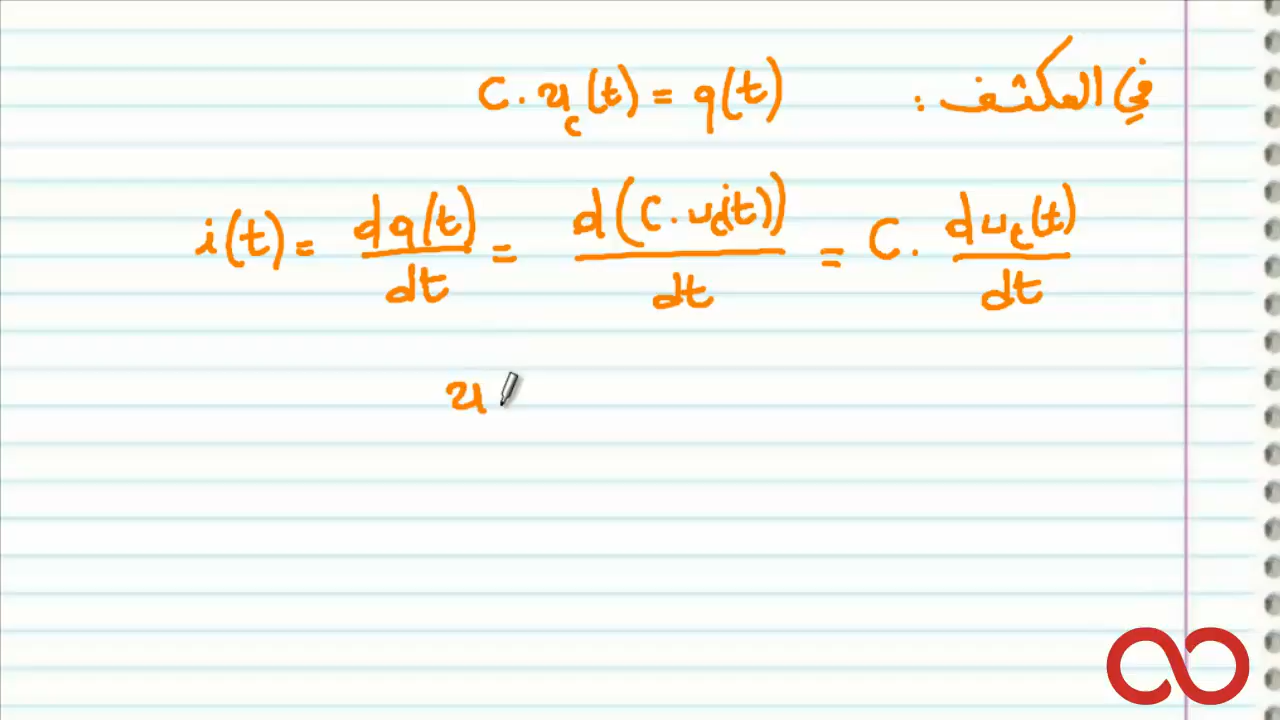 في المكثف : C . u_c(t) = q(t)
i(t) = dq(t)/dt = d(C . u_c(t))/dt = C . du_c(t)/dt
u